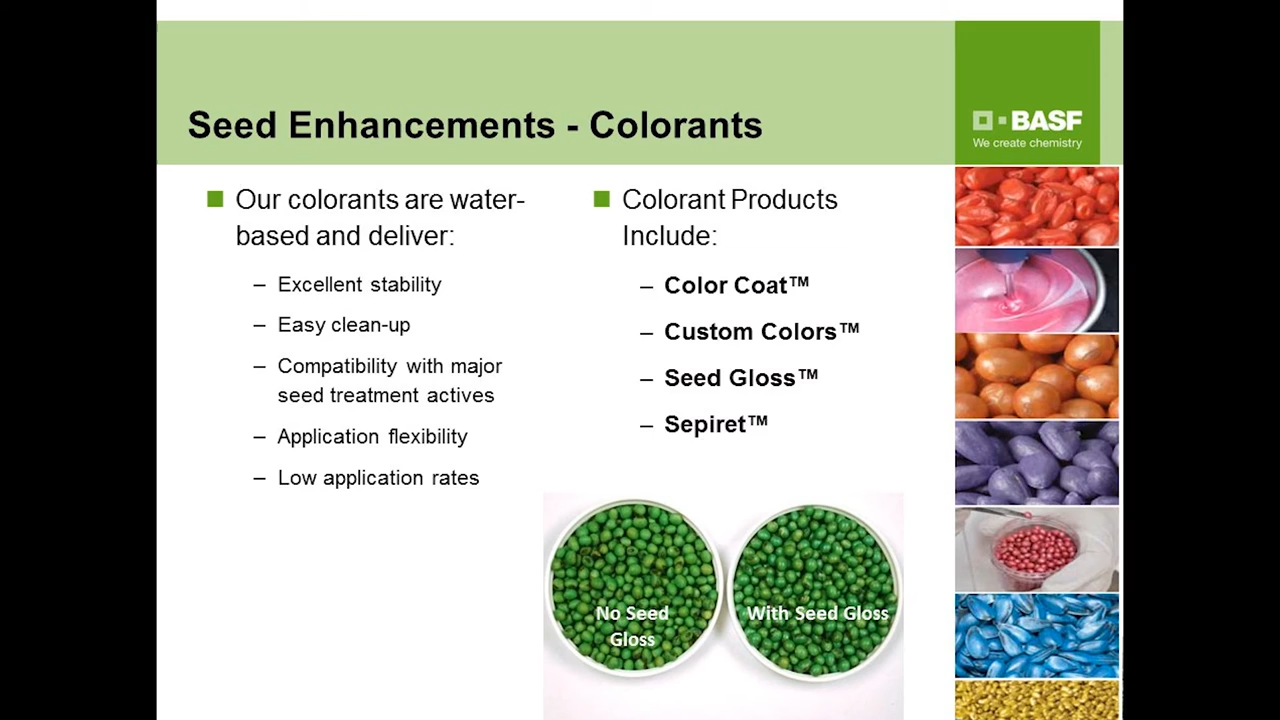 Seed Enhancements - Colorants
BASF
We create chemistry
Our colorants are water-
based and deliver:
– Excellent stability
– Easy clean-up
– Compatibility with major
seed treatment actives
– Application flexibility
– Low application rates
Colorant Products
Include:
– Color Coat™
– Custom Colors™
– Seed Gloss™
– Sepiret™
No Seed
Gloss
With Seed Gloss